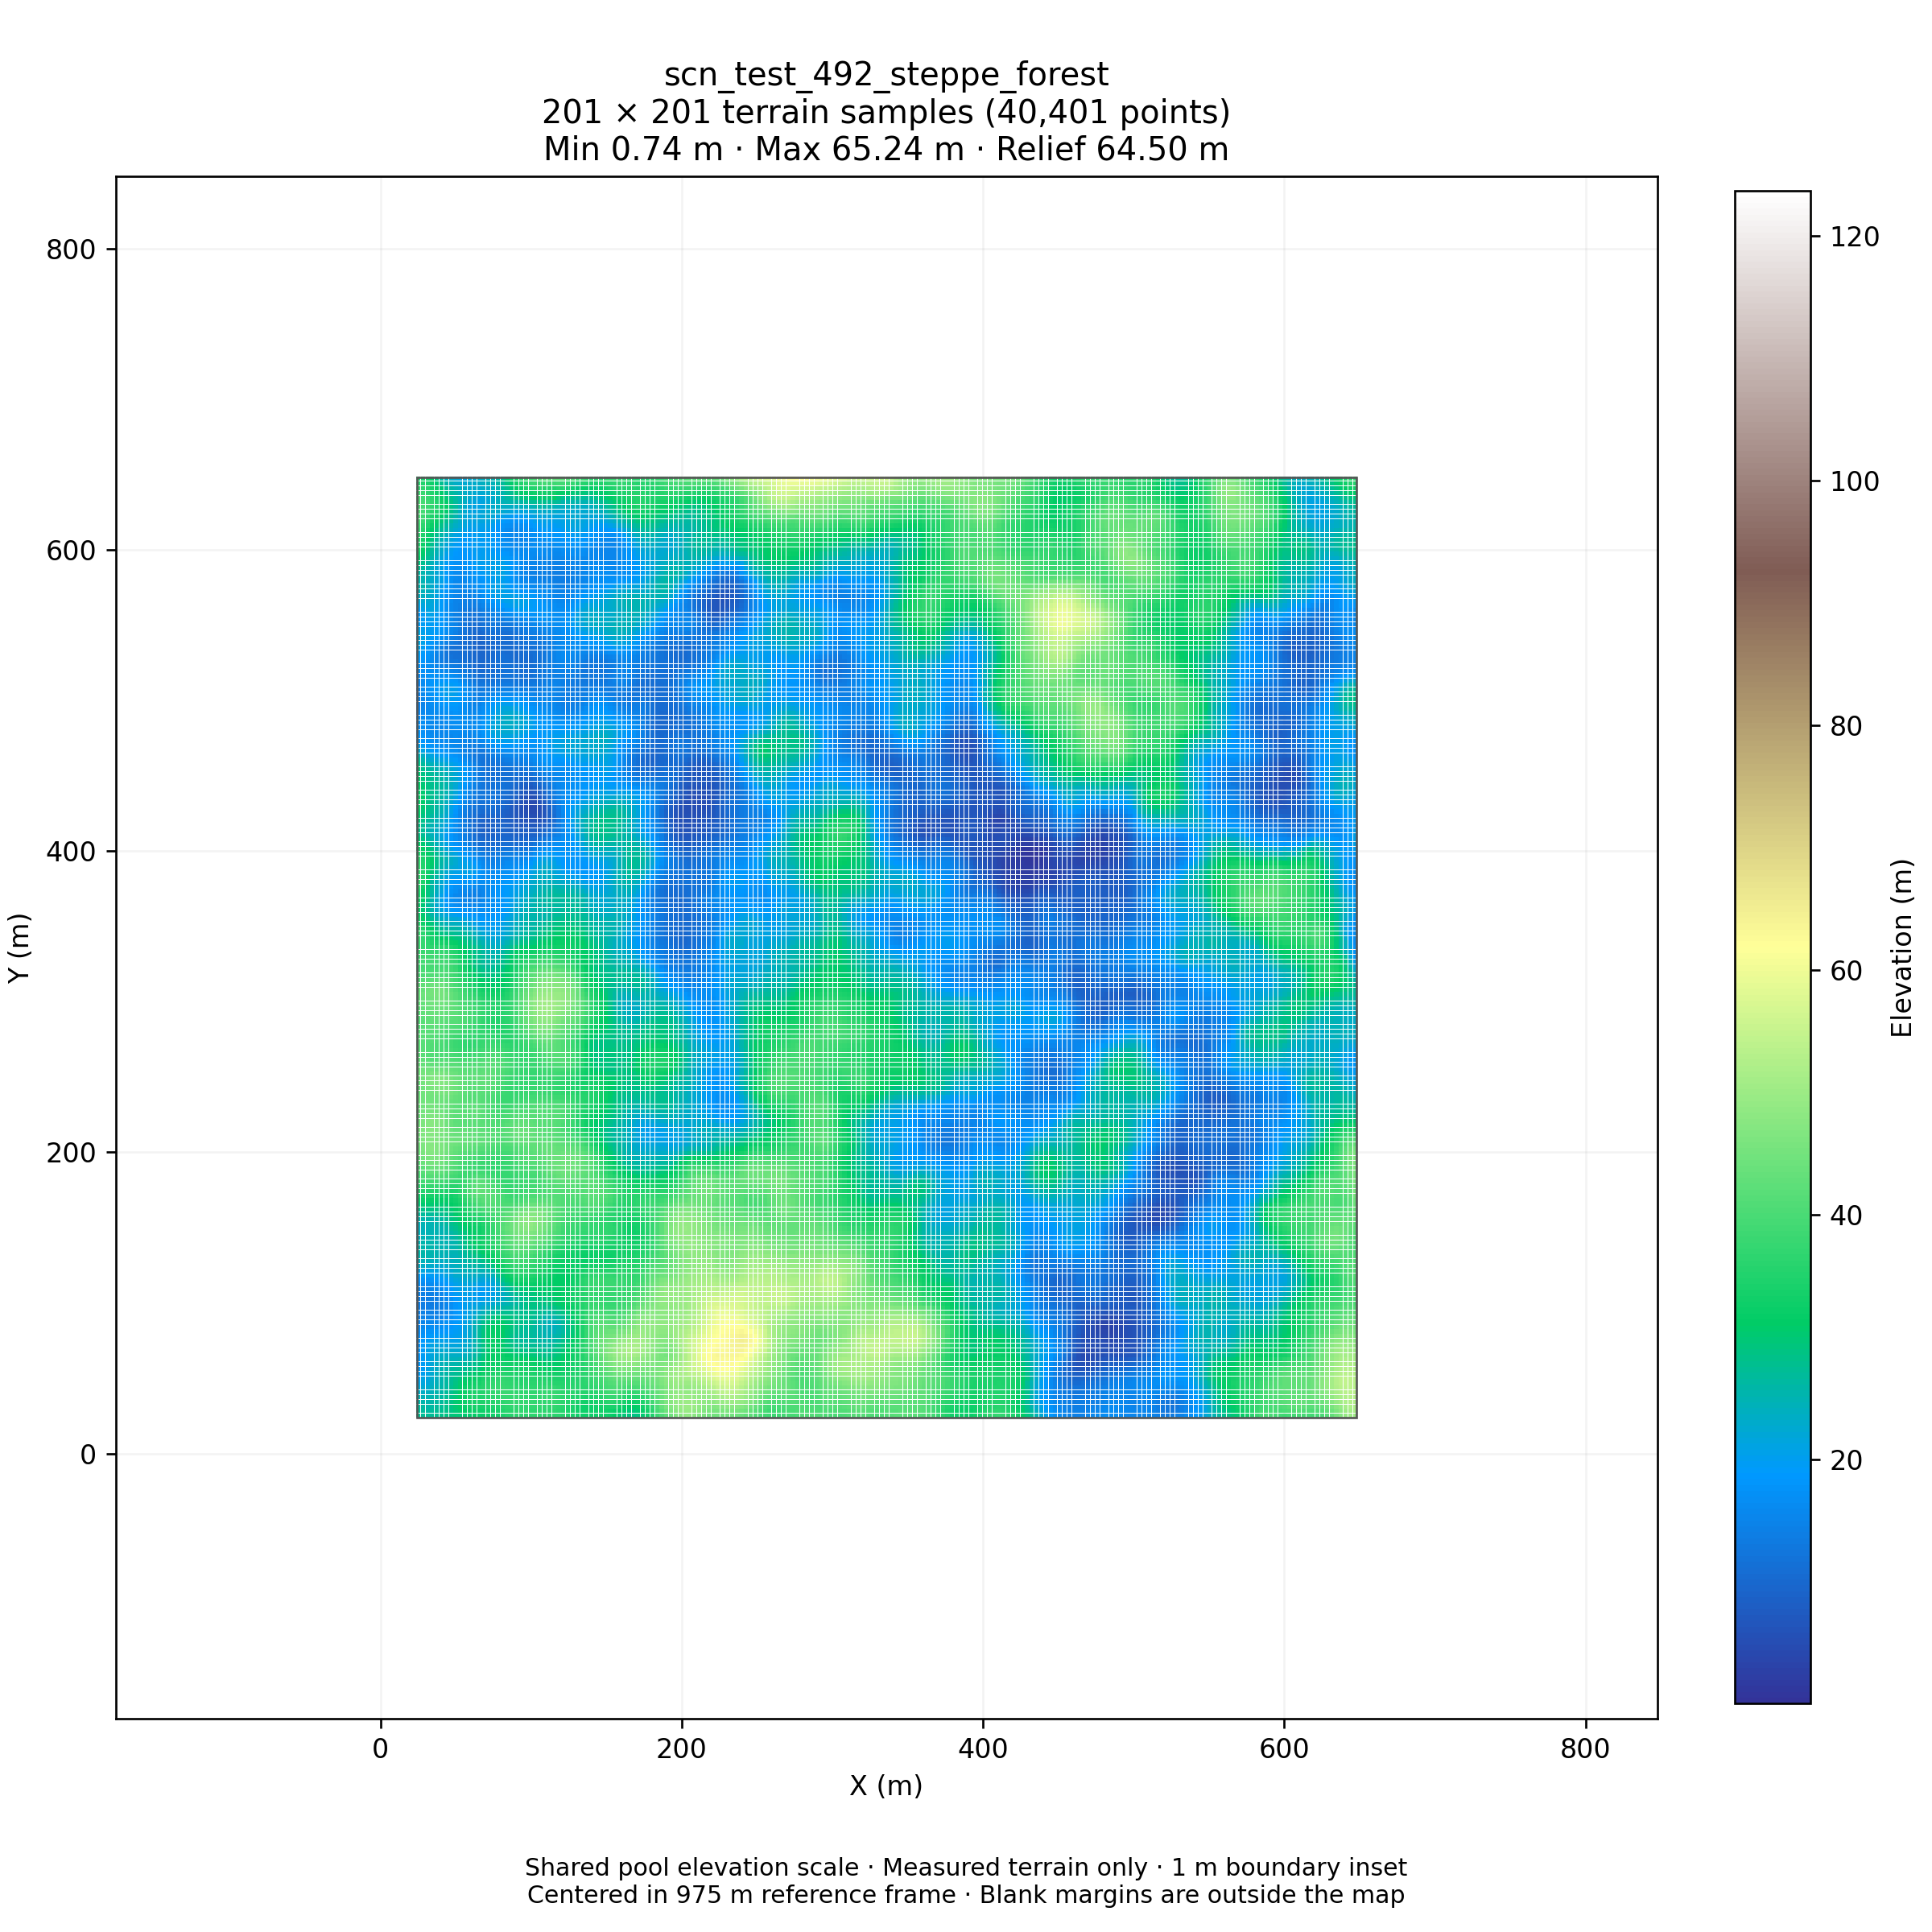 scn_test_492_steppe_forest
201 × 201 terrain samples (40,401 points)
Min 0.74 m · Max 65.24 m · Relief 64.50 m
800
600
400
200
0
Y (m)
0
200
400
600
800
X (m)
120
100
80
60
40
20
Elevation (m)
Shared pool elevation scale · Measured terrain only · 1 m boundary inset
Centered in 975 m reference frame · Blank margins are outside the map